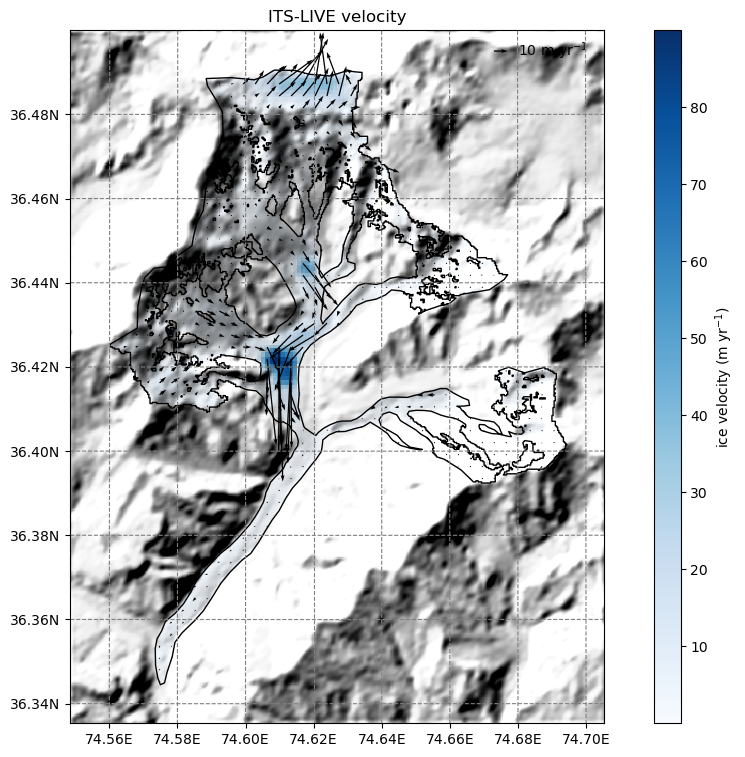 ITS-LIVE velocity
10 m yr⁻¹
36.48N
36.46N
36.44N
36.42N
36.40N
36.38N
36.36N
36.34N
74.56E 74.58E 74.60E 74.62E 74.64E 74.66E 74.68E 74.70E
80
70
60
50
40
30
20
10
ice velocity (m yr⁻¹)